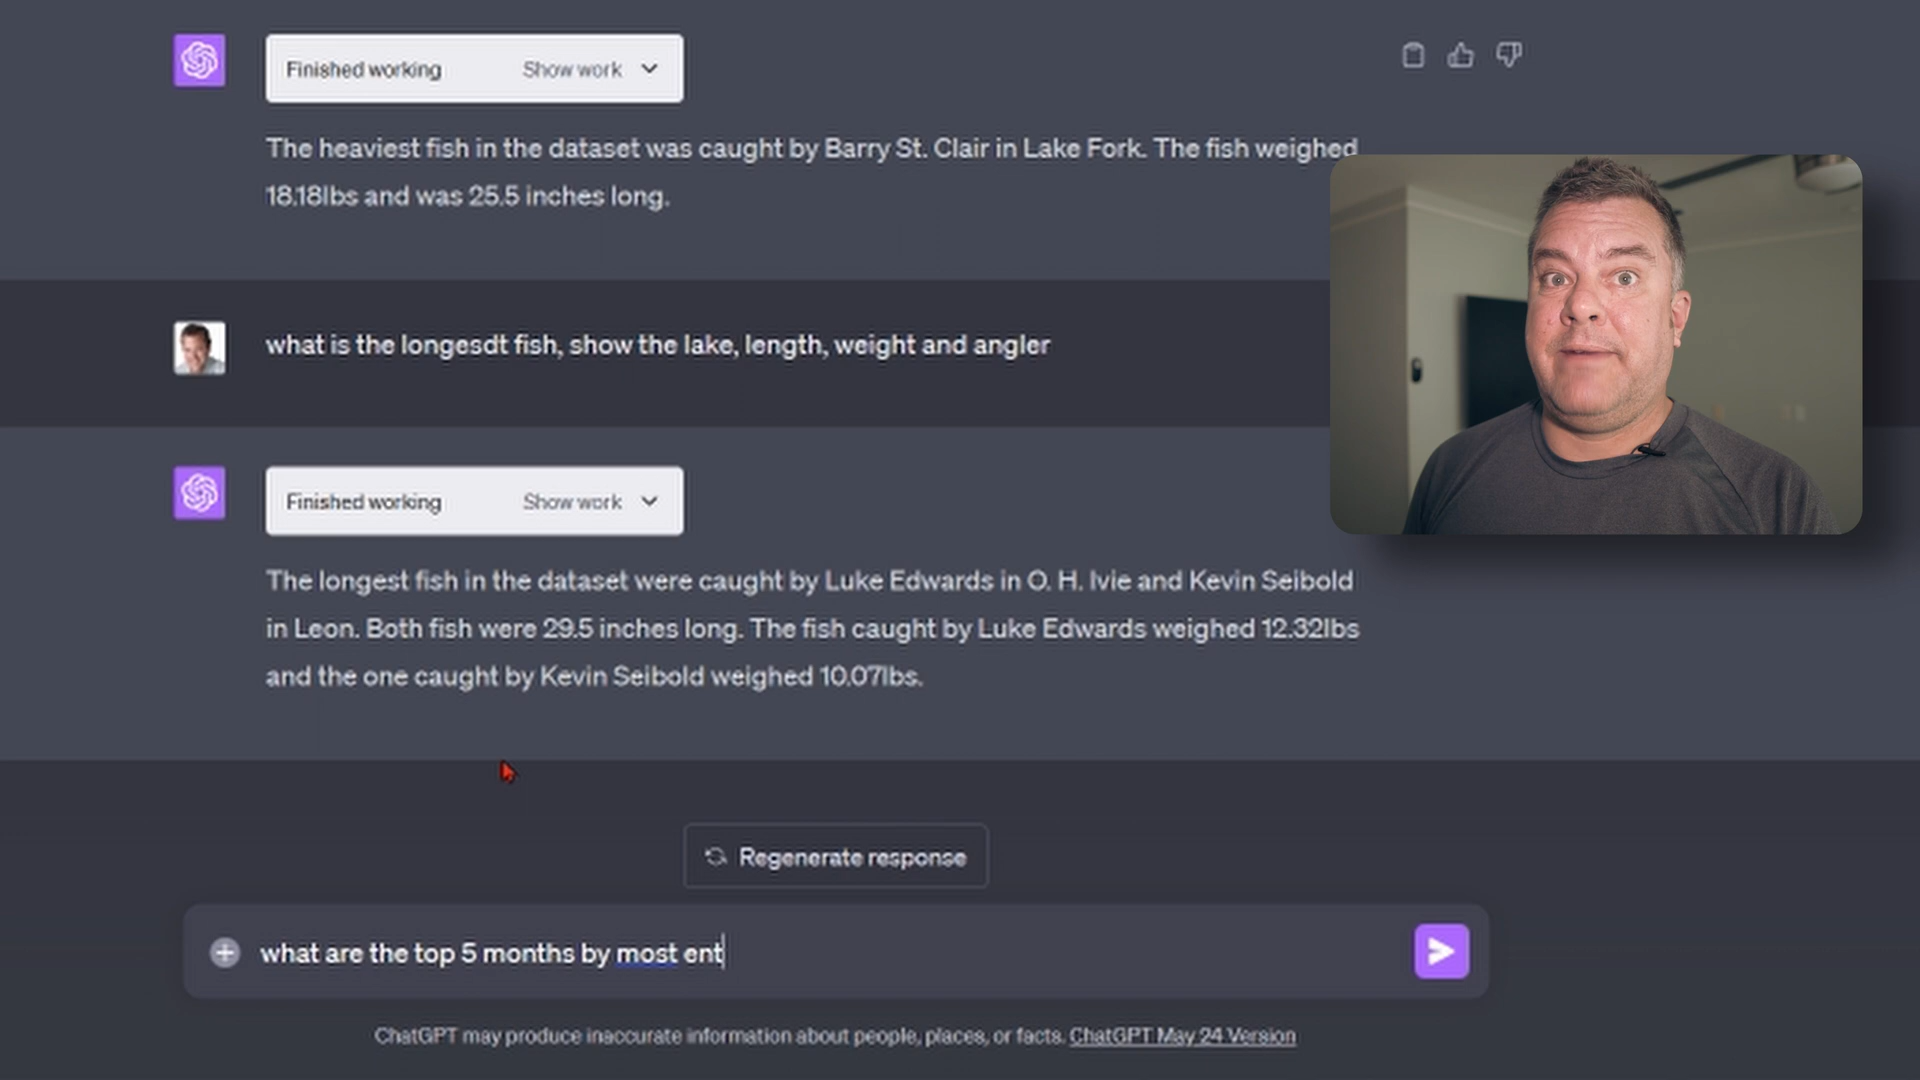 Finished working Show work
The heaviest fish in the dataset was caught by Barry St. Clair in Lake Fork. The fish weighed
18.18lbs and was 25.5 inches long.
what is the longesdt fish, show the lake, length, weight and angler
Finished working Show work
The longest fish in the dataset were caught by Luke Edwards in O. H. Ivie and Kevin Seibold
in Leon. Both fish were 29.5 inches long. The fish caught by Luke Edwards weighed 12.32lbs
and the one caught by Kevin Seibold weighed 10.07lbs.
Regenerate response
what are the top 5 months by most ent
ChatGPT may produce inaccurate information about people, places, or facts. ChatGPT May 24 Version